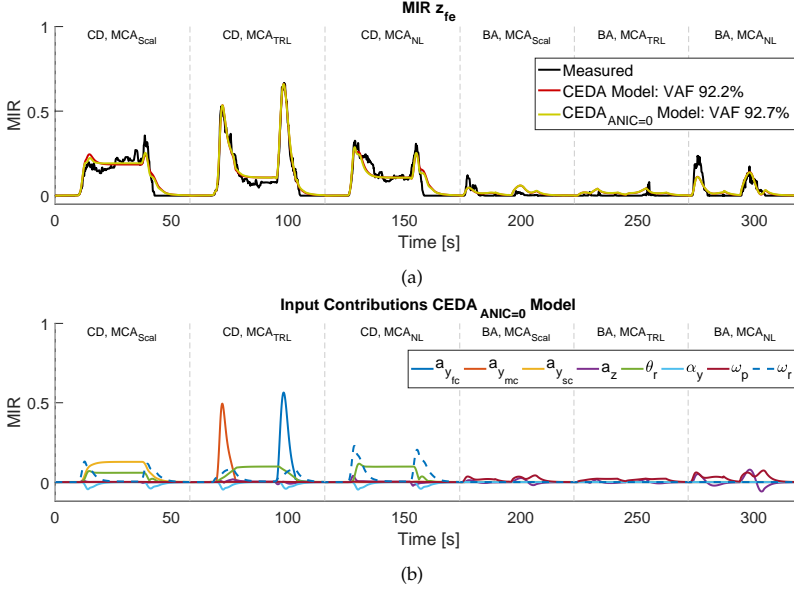 MIR z_fe
CD, MCA_Scal CD, MCA_TRL CD, MCA_NL BA, MCA_Scal BA, MCA_TRL BA, MCA_NL
Measured
CEDA Model: VAF 92.2%
CEDA_ANIC=0 Model: VAF 92.7%
1
0.5
0
MIR
0 50 100 150 200 250 300
Time [s]
(a)
Input Contributions CEDA_ANIC=0 Model
CD, MCA_Scal CD, MCA_TRL CD, MCA_NL BA, MCA_Scal BA, MCA_TRL BA, MCA_NL
a_y_fc a_y_mc a_y_sc a_z θ_r α_y ω_p ω_r
1
0.5
0
MIR
0 50 100 150 200 250 300
Time [s]
(b)